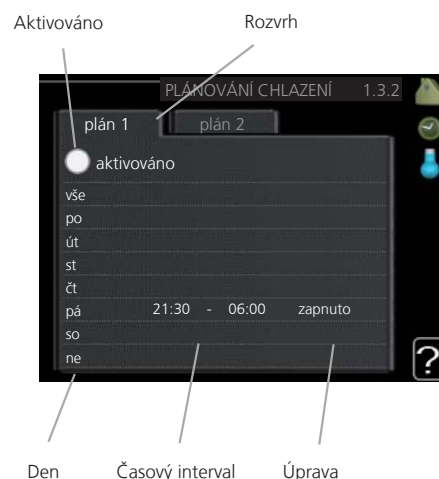 Aktivováno Rozvrh
PLÁNOVÁNÍ CHLAZENÍ 1.3.2
plán 1 plán 2
aktivováno
vše
po
út
st
čt
pá 21:30 - 06:00 zapnuto
so
ne
?
Den Časový interval Úprava